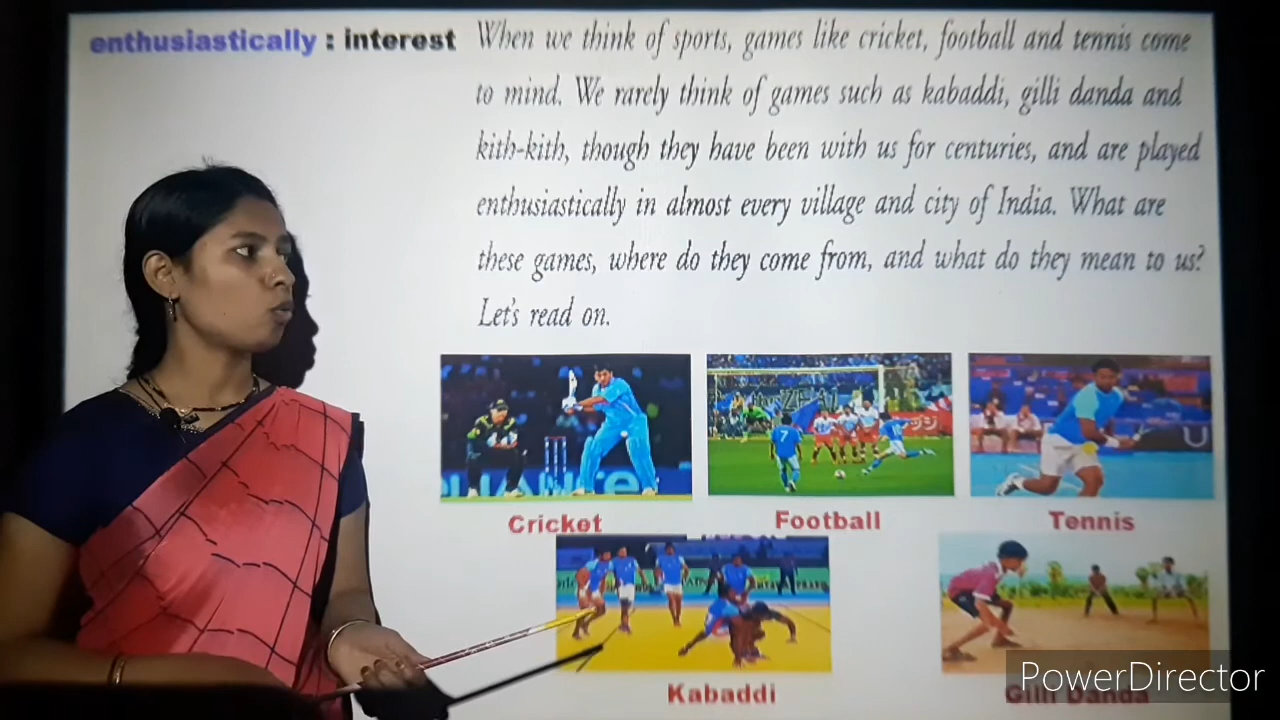 enthusiastically : interest
When we think of sports, games like cricket, football and tennis come
to mind. We rarely think of games such as kabaddi, gilli danda and
kith-kith, though they have been with us for centuries, and are played
enthusiastically in almost every village and city of India. What are
these games, where do they come from, and what do they mean to us?
Let's read on.
Cricket
Football
Tennis
Kabaddi
Gilli Danda
PowerDirector